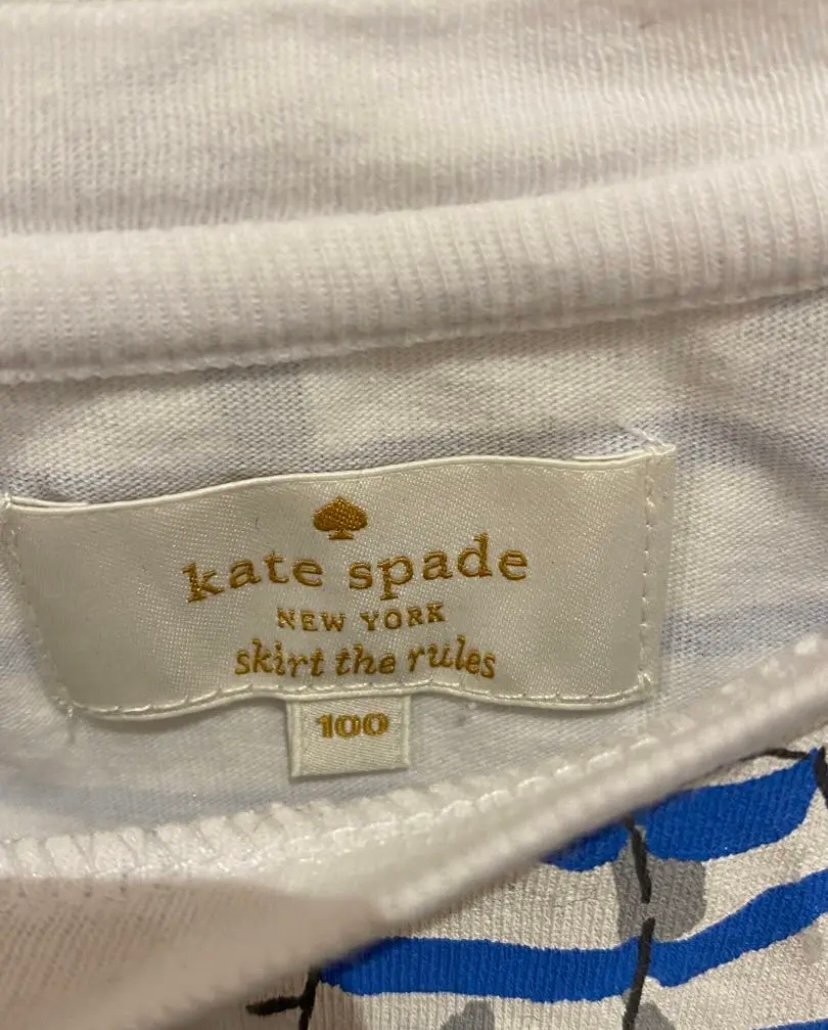 kate spade
NEW YORK
skirt the rules
100